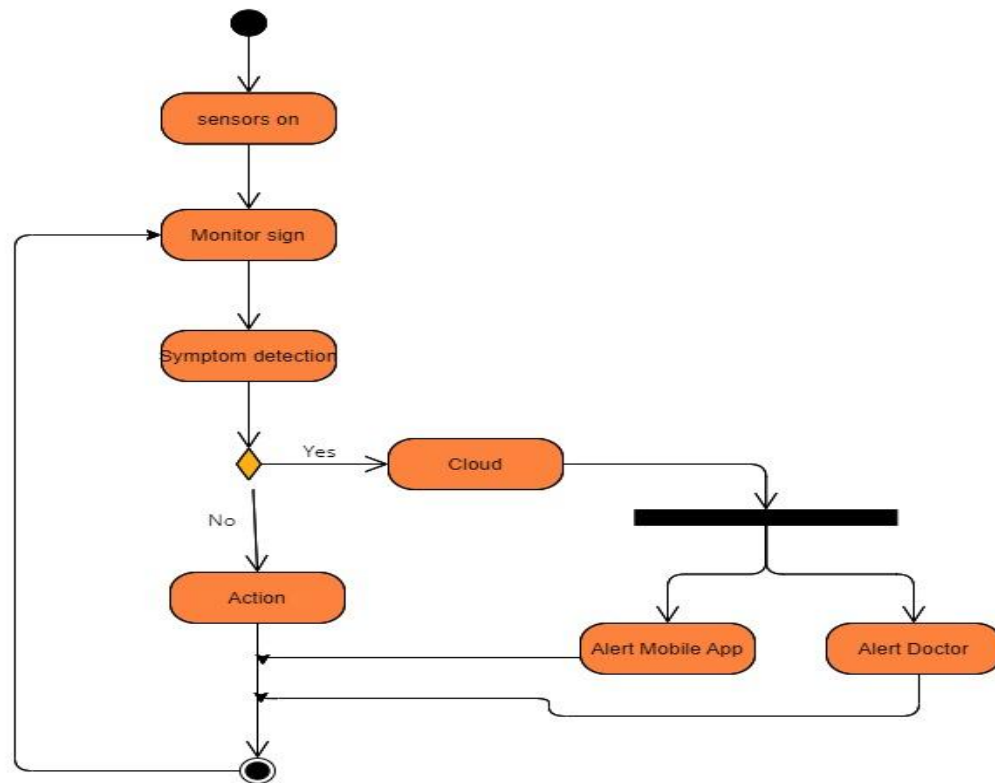 sensors on
Monitor sign
Symptom detection
Yes
Cloud
No
Action
Alert Mobile App
Alert Doctor